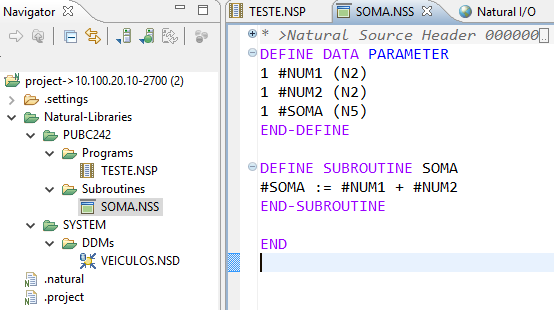 Navigator
project->10.100.20.10-2700 (2)
.settings
Natural-Libraries
PUBC242
Programs
TESTE.NSP
Subroutines
SOMA.NSS
SYSTEM
DDMs
VEICULOS.NSD
.natural
.project
TESTE.NSP SOMA.NSS Natural I/O
* >Natural Source Header 000000
DEFINE DATA PARAMETER
1 #NUM1 (N2)
1 #NUM2 (N2)
1 #SOMA (N5)
END-DEFINE
DEFINE SUBROUTINE SOMA
#SOMA := #NUM1 + #NUM2
END-SUBROUTINE
END